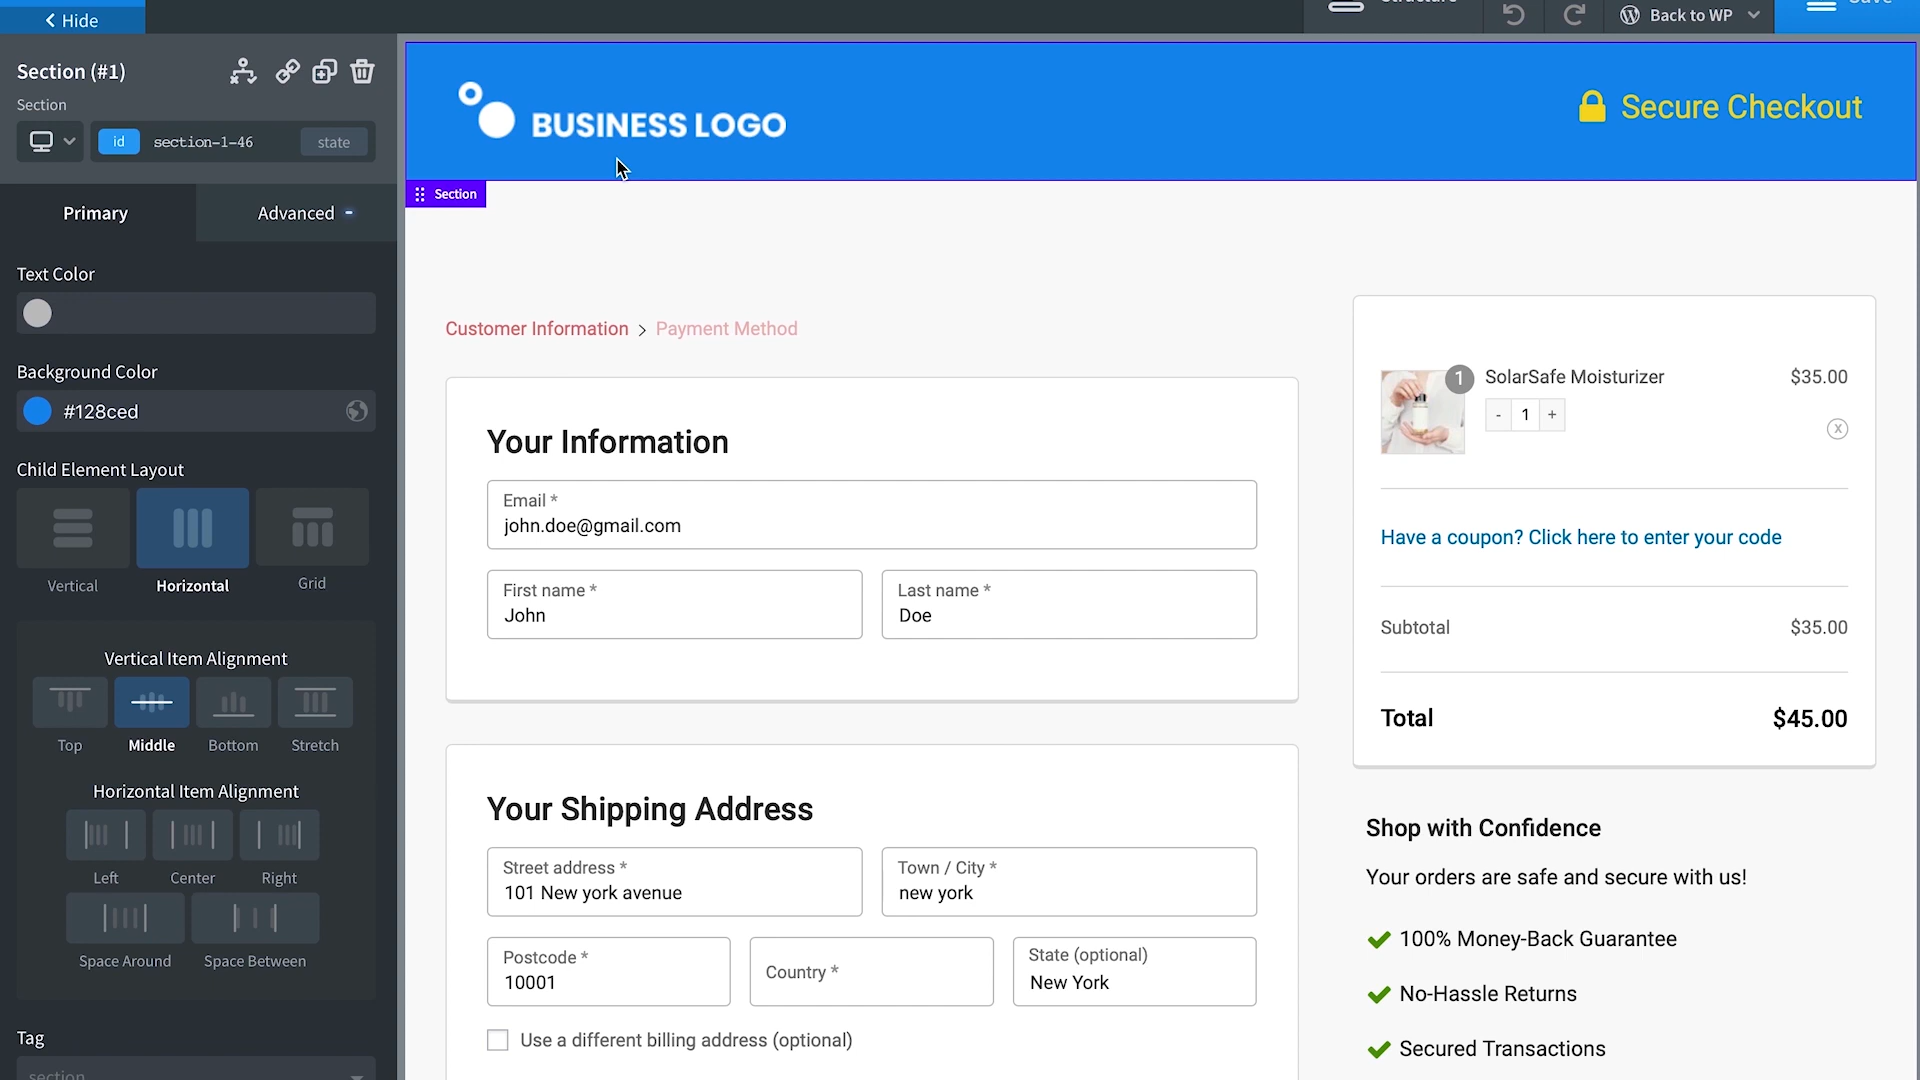 Hide
Structure
Back to WP
Save
Section (#1)
Section
id
section-1-46
state
Primary
Advanced
Text Color
Background Color
#128ced
Child Element Layout
Vertical
Horizontal
Grid
Vertical Item Alignment
Top
Middle
Bottom
Stretch
Horizontal Item Alignment
Left
Center
Right
Space Around
Space Between
Tag
section
BUSINESS LOGO
Secure Checkout
Section
Customer Information > Payment Method
Your Information
Email *
john.doe@gmail.com
First name *
John
Last name *
Doe
Your Shipping Address
Street address *
101 New york avenue
Town / City *
new york
Postcode *
10001
Country *
State (optional)
New York
Use a different billing address (optional)
1
SolarSafe Moisturizer
$35.00
- 1 +
x
Have a coupon? Click here to enter your code
Subtotal
$35.00
Total
$45.00
Shop with Confidence
Your orders are safe and secure with us!
100% Money-Back Guarantee
No-Hassle Returns
Secured Transactions